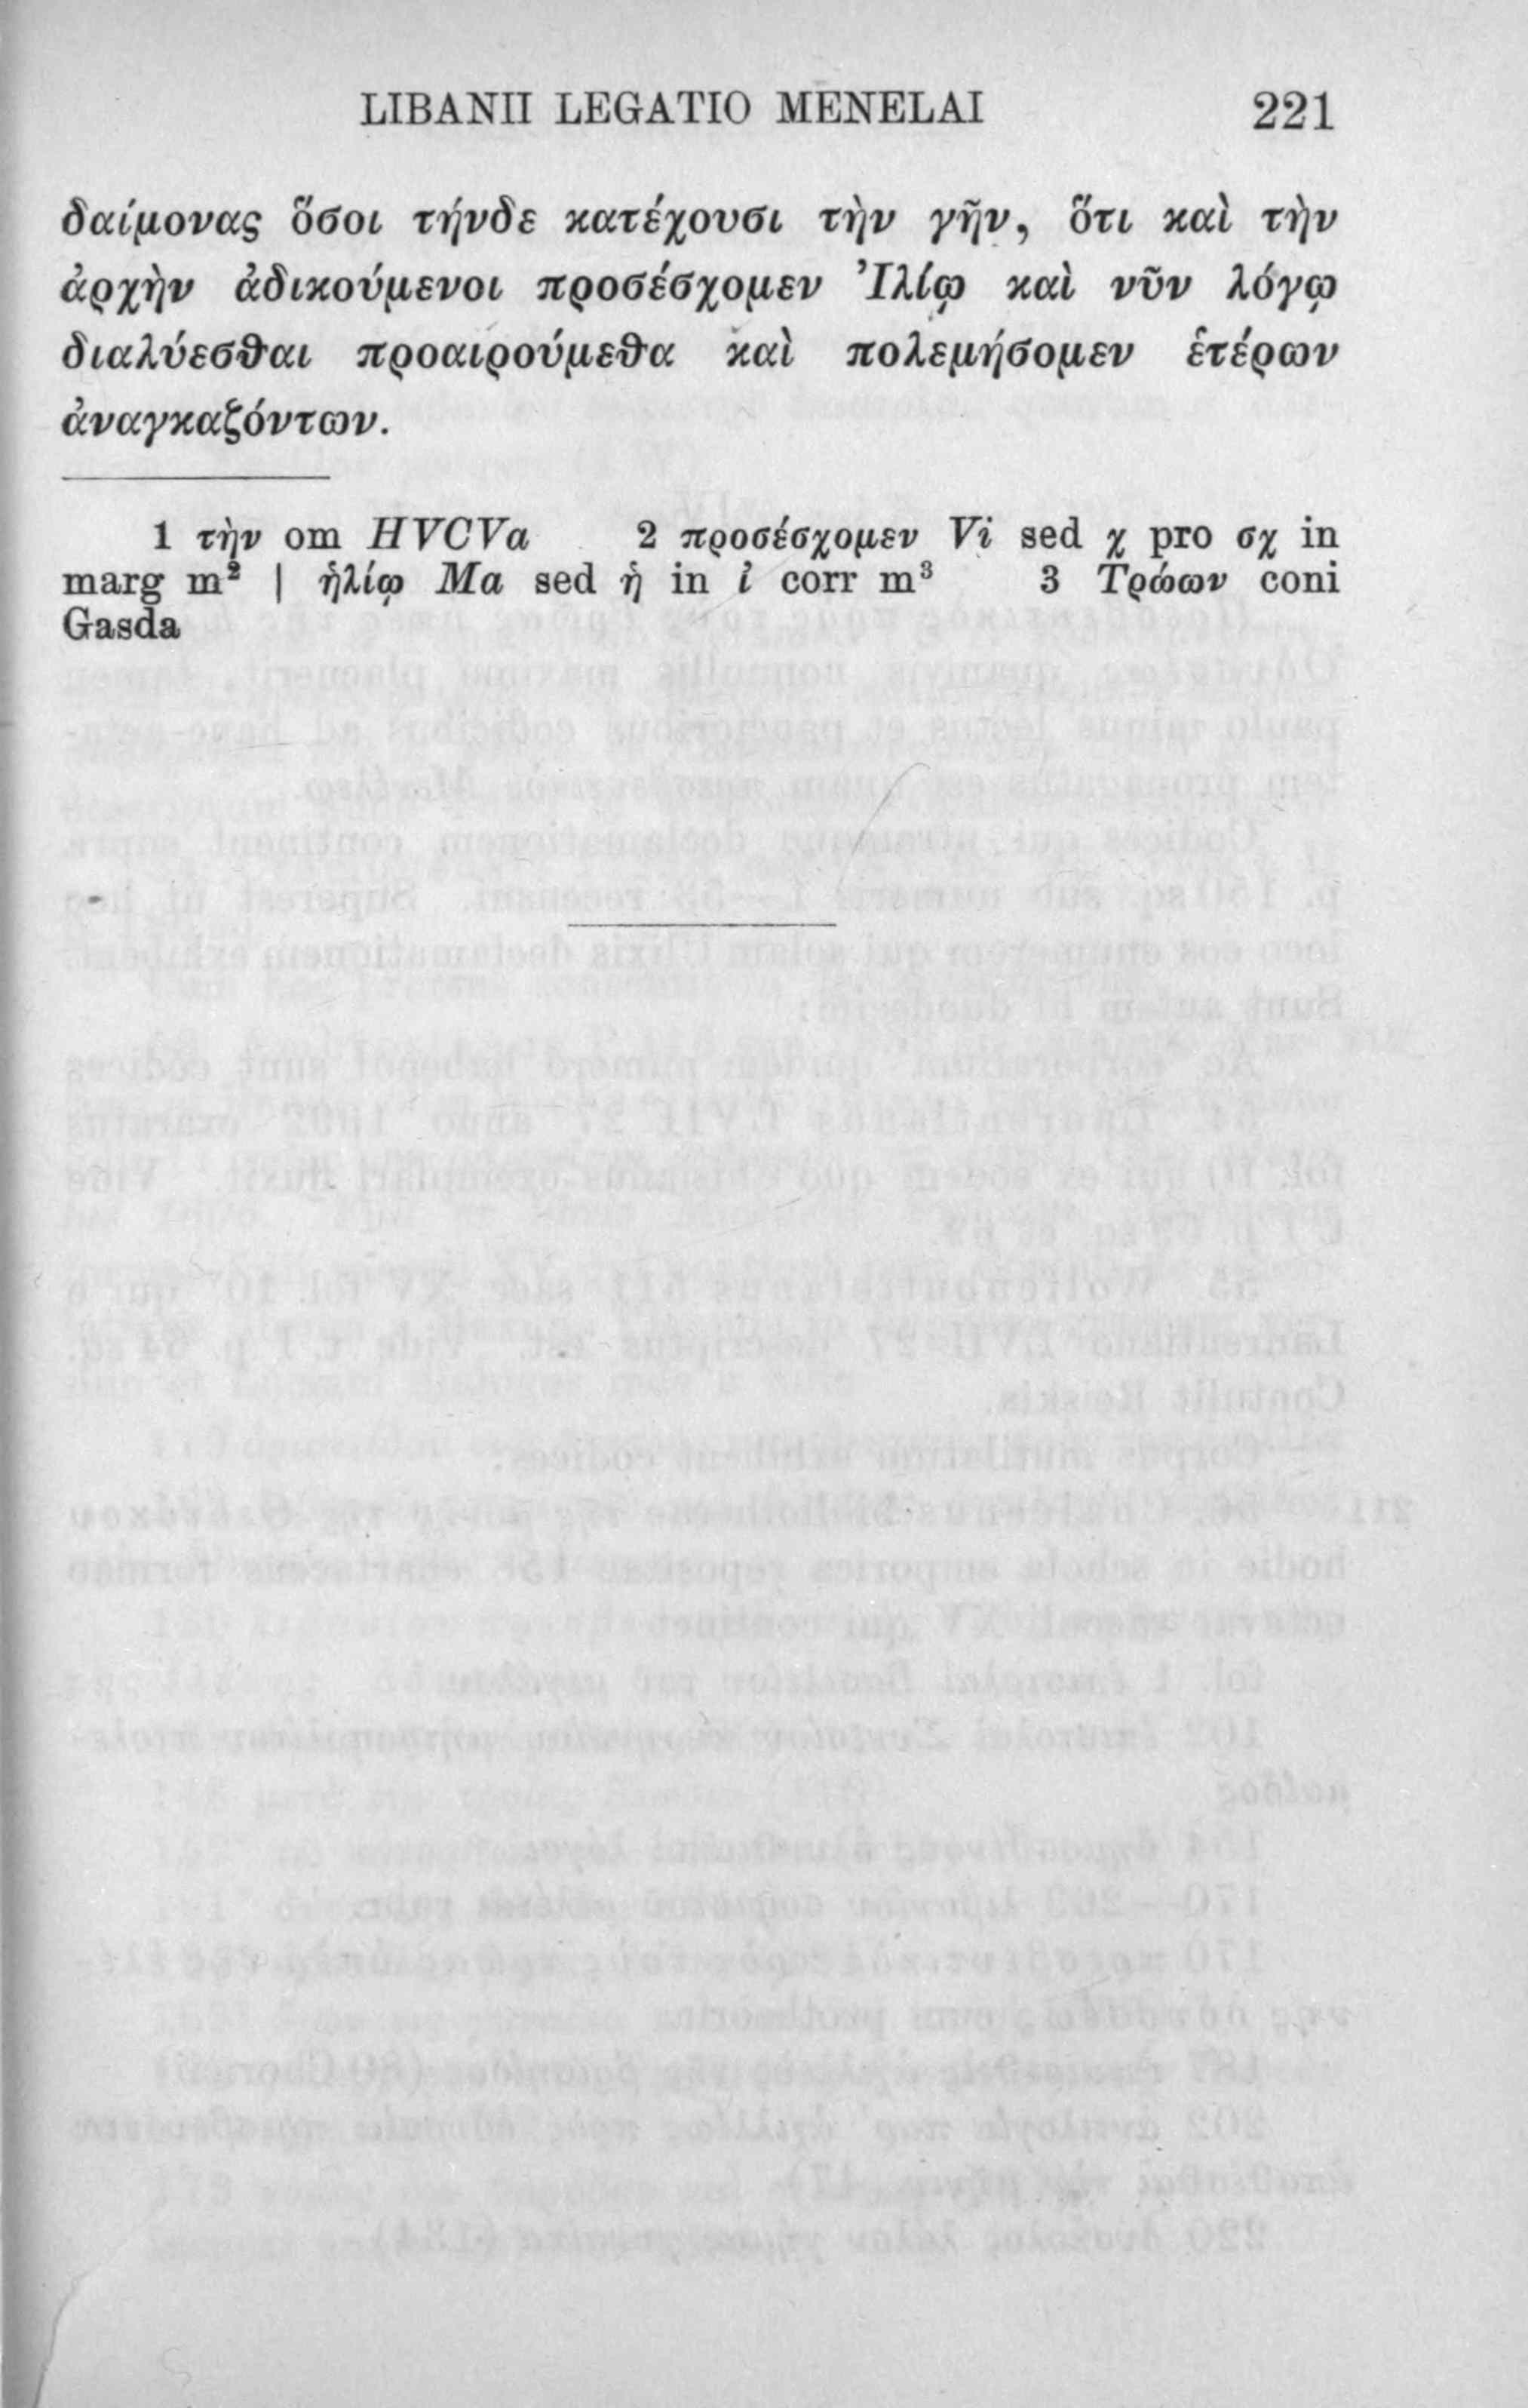 LIBANII LEGATIO MENELAI 221
δαίμονας ὅσοι τήνδε κατέχουσι τὴν γῆν, ὅτι καὶ τὴν
ἀρχὴν ἀδικούμενοι προσέσχομεν Ἰλίῳ καὶ νῦν λόγῳ
διαλύεσθαι προαιρούμεθα καὶ πολεμήσομεν ἑτέρων
ἀναγκαζόντων.
1 τὴν om HVCVa 2 προσέσχομεν Vi sed χ pro σχ in
marg m² | ἡλίῳ Ma sed ἡ in ἰ corr m³ 3 Τρώων coni
Gasda